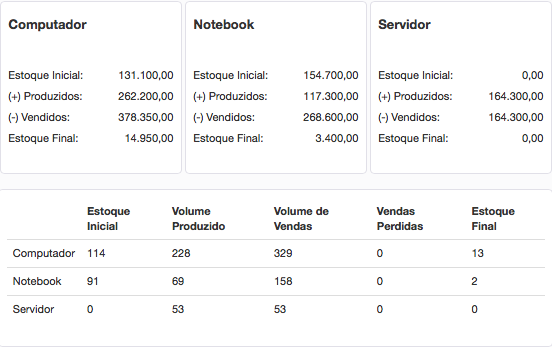 Computador
Estoque Inicial: 131.100,00
(+) Produzidos: 262.200,00
(-) Vendidos: 378.350,00
Estoque Final: 14.950,00
Notebook
Estoque Inicial: 154.700,00
(+) Produzidos: 117.300,00
(-) Vendidos: 268.600,00
Estoque Final: 3.400,00
Servidor
Estoque Inicial: 0,00
(+) Produzidos: 164.300,00
(-) Vendidos: 164.300,00
Estoque Final: 0,00
Estoque Inicial Volume Produzido Volume de Vendas Vendas Perdidas Estoque Final
Computador 114 228 329 0 13
Notebook 91 69 158 0 2
Servidor 0 53 53 0 0